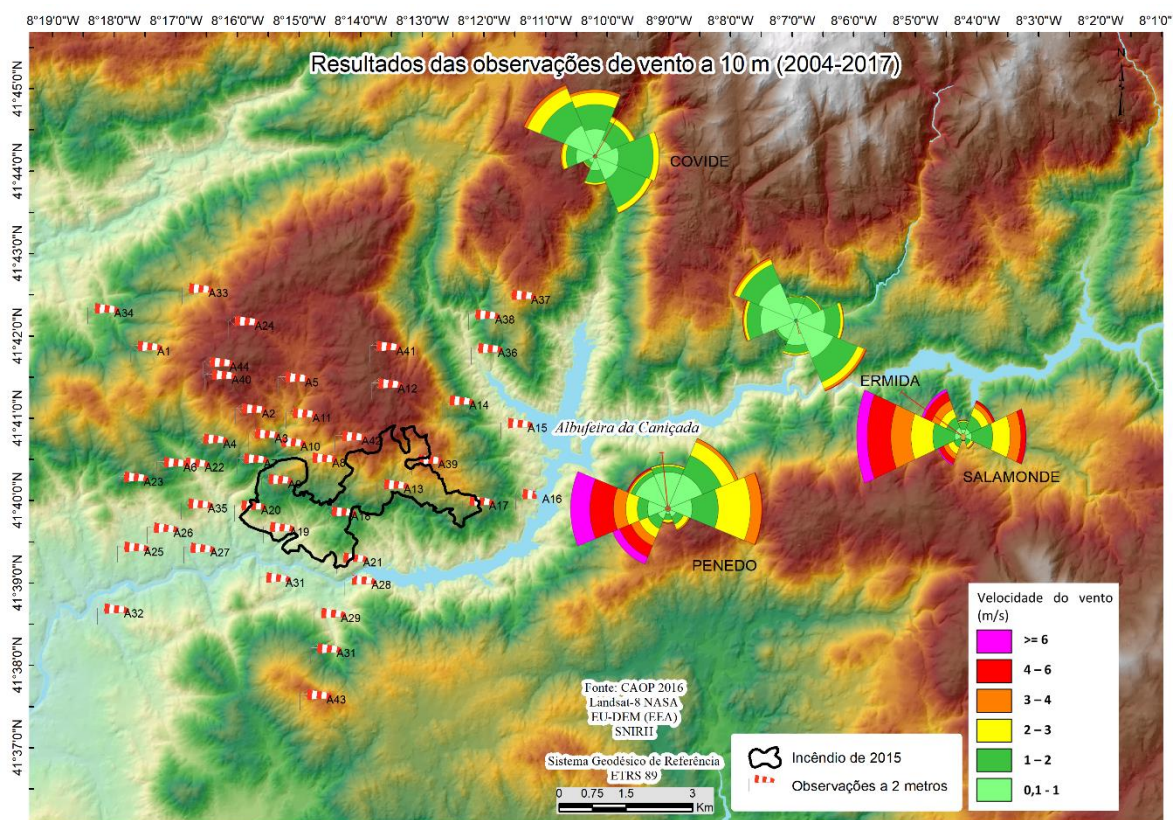 8°19'0"W 8°18'0"W 8°17'0"W 8°16'0"W 8°15'0"W 8°14'0"W 8°13'0"W 8°12'0"W 8°11'0"W 8°10'0"W 8°9'0"W 8°7'0"W 8°6'0"W 8°5'0"W 8°4'0"W 8°2'0"W 8°1'0"
Resultados das observações de vento a 10 m (2004-2017)
N
41°45'0"N
41°44'0"N
COVIDE
41°43'0"N
A33
A37
A34
A24
A38
41°42'0"N
A1
A41
A36
A44
A40
A5
A12
ERMIDA
A14
41°41'0"N
A2
A11
A15
Albufeira da Caniçada
A4
A3
A10
A42
SALAMONDE
A6
A22
A7
A8
A39
A23
A9
A13
A16
41°40'0"N
A35
A20
A18
A17
A26
A19
A25
A27
A21
PENEDO
41°39'0"N
A31
A28
A32
A29
41°38'0"N
A31
A43
Fonte: CAOP 2016
Landsat-8 NASA
EU-DEM (EEA)
SNIRH
Sistema Geodésico de Referência
ETRS 89
41°37'0"N
0 0.75 1.5 3
Km
Incêndio de 2015
Observações a 2 metros
Velocidade do vento
(m/s)
>= 6
4 – 6
3 – 4
2 – 3
1 – 2
0,1 - 1